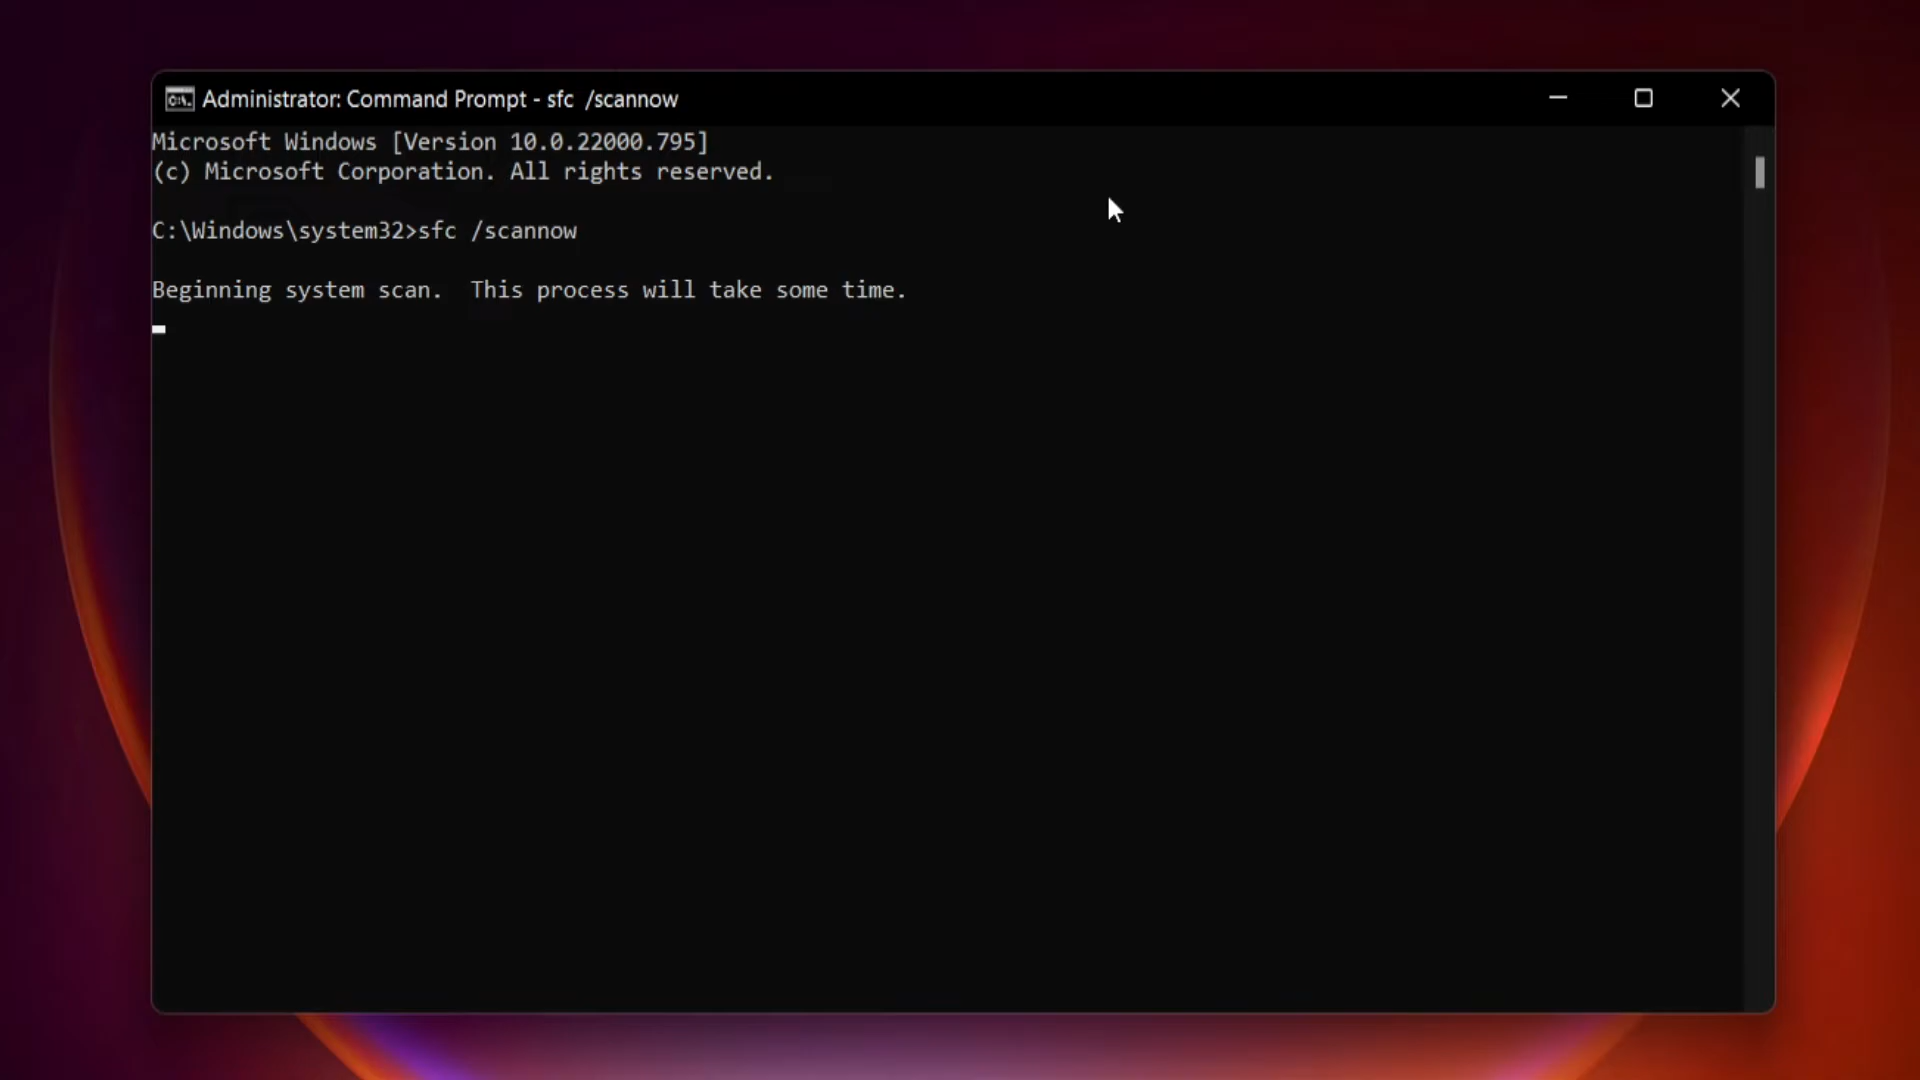 Administrator: Command Prompt - sfc  /scannow
Microsoft Windows [Version 10.0.22000.795]
(c) Microsoft Corporation. All rights reserved.
C:\Windows\system32>sfc /scannow
Beginning system scan.  This process will take some time.